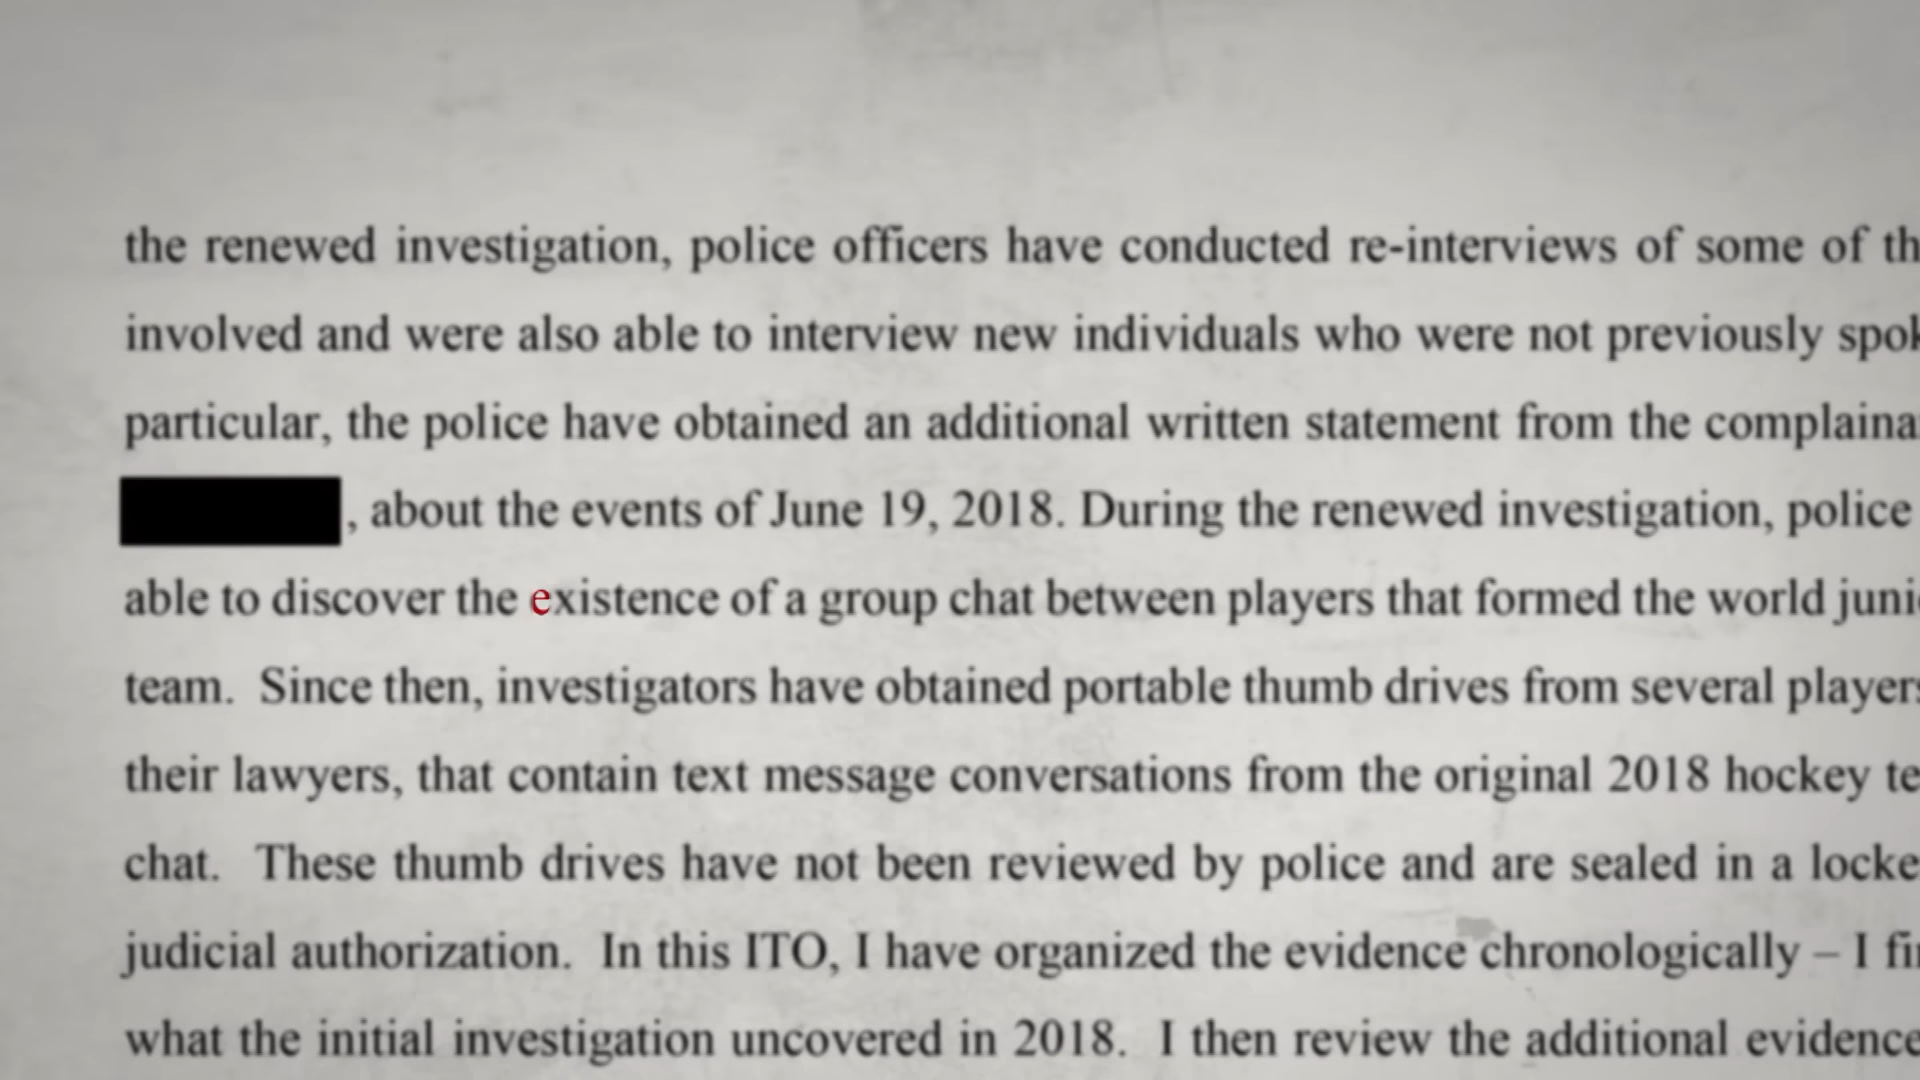 the renewed investigation, police officers have conducted re-interviews of some of th
involved and were also able to interview new individuals who were not previously spok
particular, the police have obtained an additional written statement from the complaina
, about the events of June 19, 2018. During the renewed investigation, police
able to discover the existence of a group chat between players that formed the world juni
team. Since then, investigators have obtained portable thumb drives from several players
their lawyers, that contain text message conversations from the original 2018 hockey te
chat. These thumb drives have not been reviewed by police and are sealed in a locke
judicial authorization. In this ITO, I have organized the evidence chronologically – I fir
what the initial investigation uncovered in 2018. I then review the additional evidence